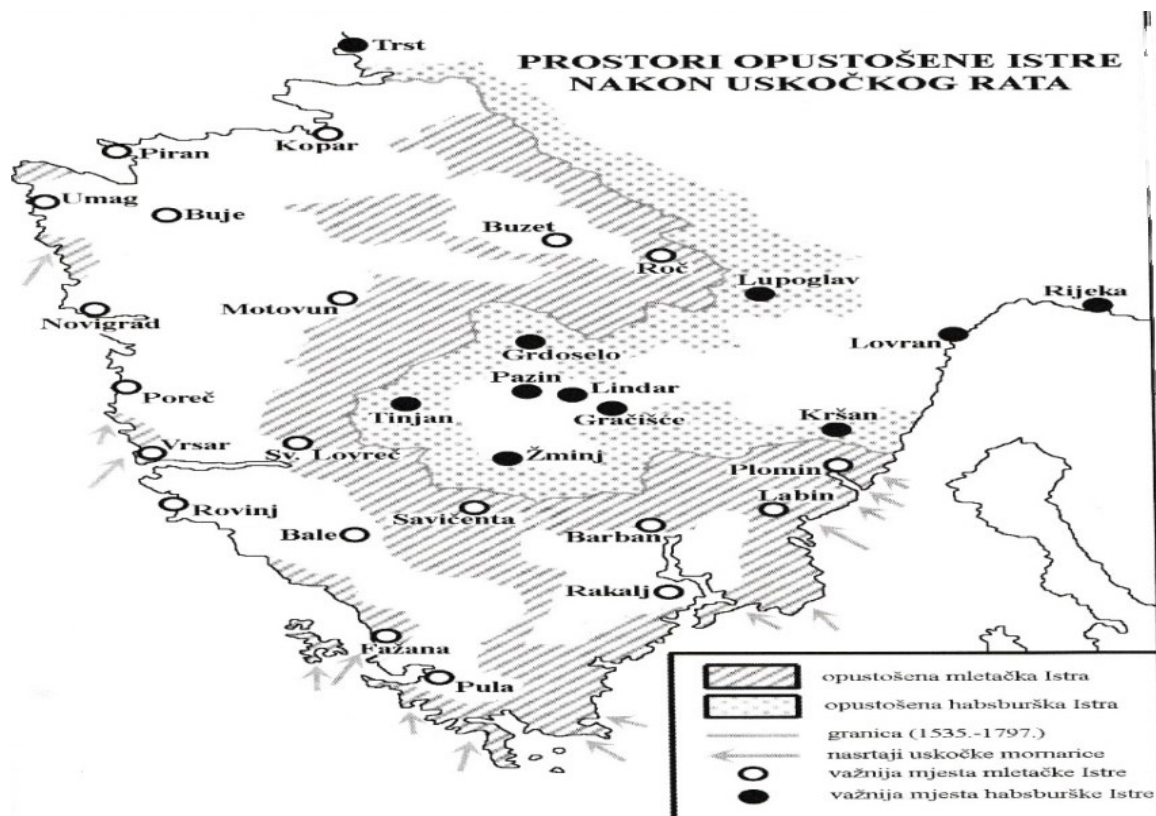 Trst
PROSTORI OPUSTOŠENE ISTRE
NAKON USKOČKOG RATA
Kopar
Piran
Umag
Buje
Buzet
Roč
Lupoglav
Rijeka
Motovun
Novigrad
Lovran
Grdoselo
Pazin
Lindar
Poreč
Tinjan
Gračišće
Kršan
Vrsar
Sv. Lovreč
Žminj
Plomin
Labin
Rovinj
Savičenta
Bale
Barban
Rakalj
Fažana
Pula
opustošena mletačka Istra
opustošena habsburška Istra
granica (1535.-1797.)
nasrtaji uskočke mornarice
važnija mjesta mletačke Istre
važnija mjesta habsburške Istre